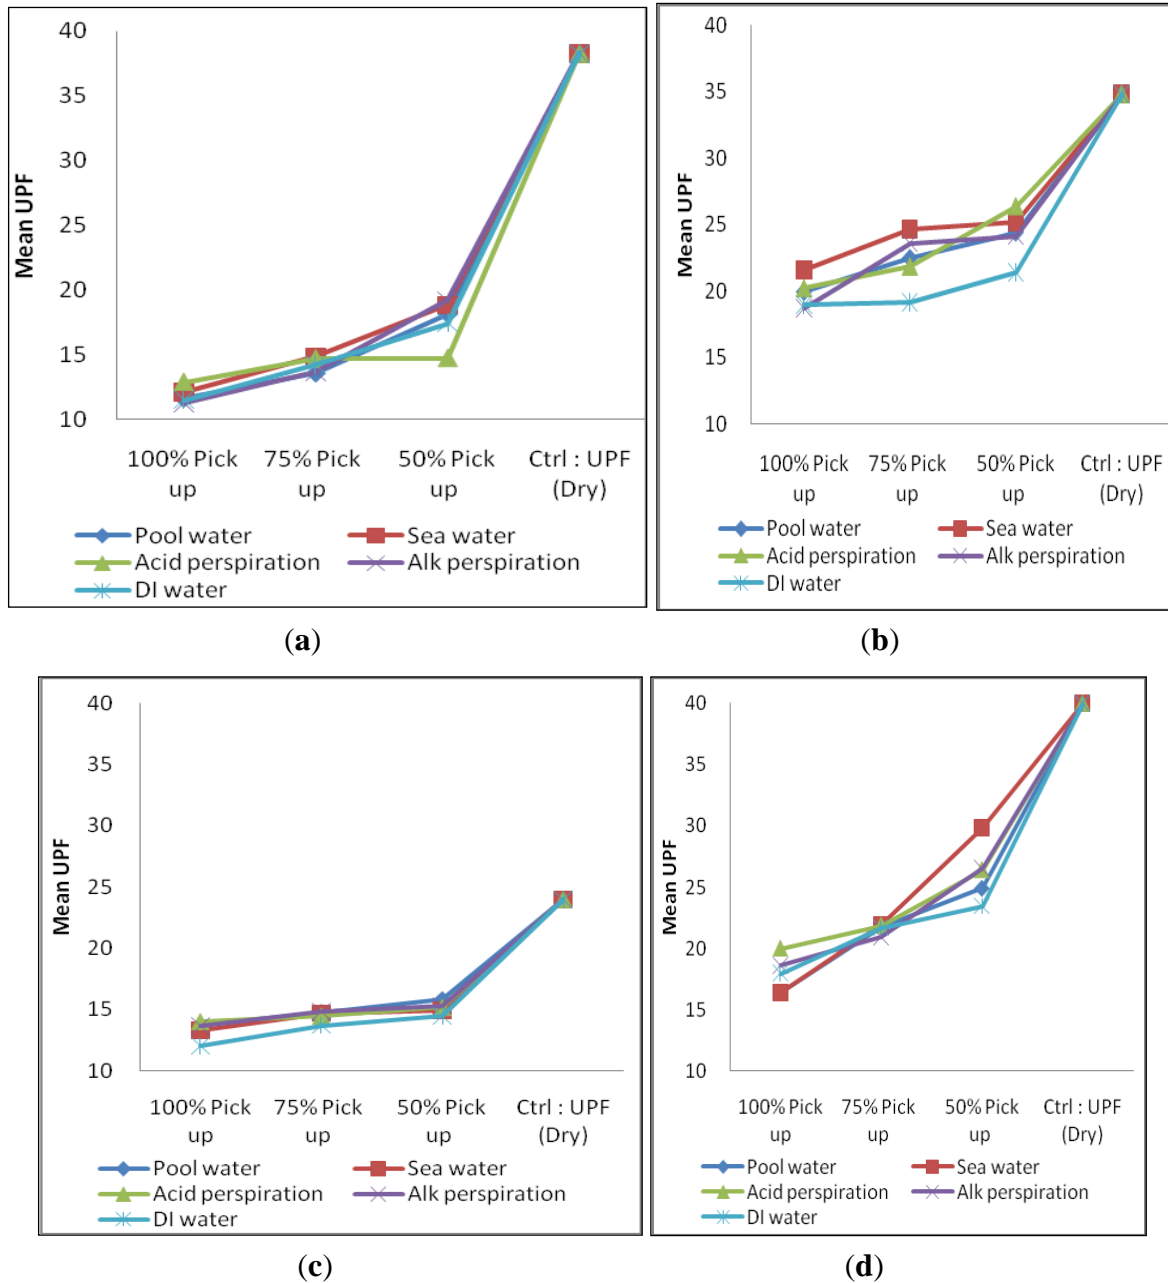 40
35
30
25
20
15
10
Mean UPF
100% Pick up
75% Pick up
50% Pick up
Ctrl : UPF (Dry)
Pool water
Sea water
Acid perspiration
Alk perspiration
DI water
(a)
40
35
30
25
20
15
10
Mean UPF
100% Pick up
75% Pick up
50% Pick up
Ctrl : UPF (Dry)
Pool water
Sea water
Acid perspiration
Alk perspiration
DI water
(b)
40
35
30
25
20
15
10
Mean UPF
100% Pick up
75% Pick up
50% Pick up
Ctrl : UPF (Dry)
Pool water
Sea water
Acid perspiration
Alk perspiration
DI water
(c)
40
35
30
25
20
15
10
Mean UPF
100% Pick up
75% Pick up
50% Pick up
Ctrl : UPF (Dry)
Pool water
Sea water
Acid perspiration
Alk perspiration
DI water
(d)